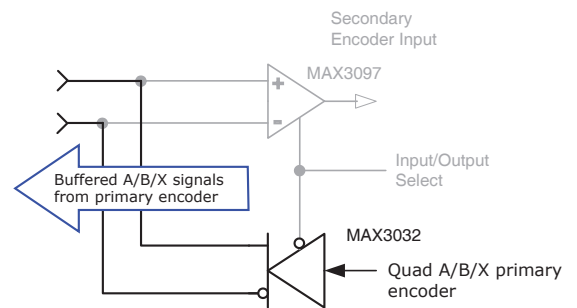 Secondary
Encoder Input
MAX3097
+
-
Input/Output
Select
Buffered A/B/X signals
from primary encoder
MAX3032
Quad A/B/X primary
encoder